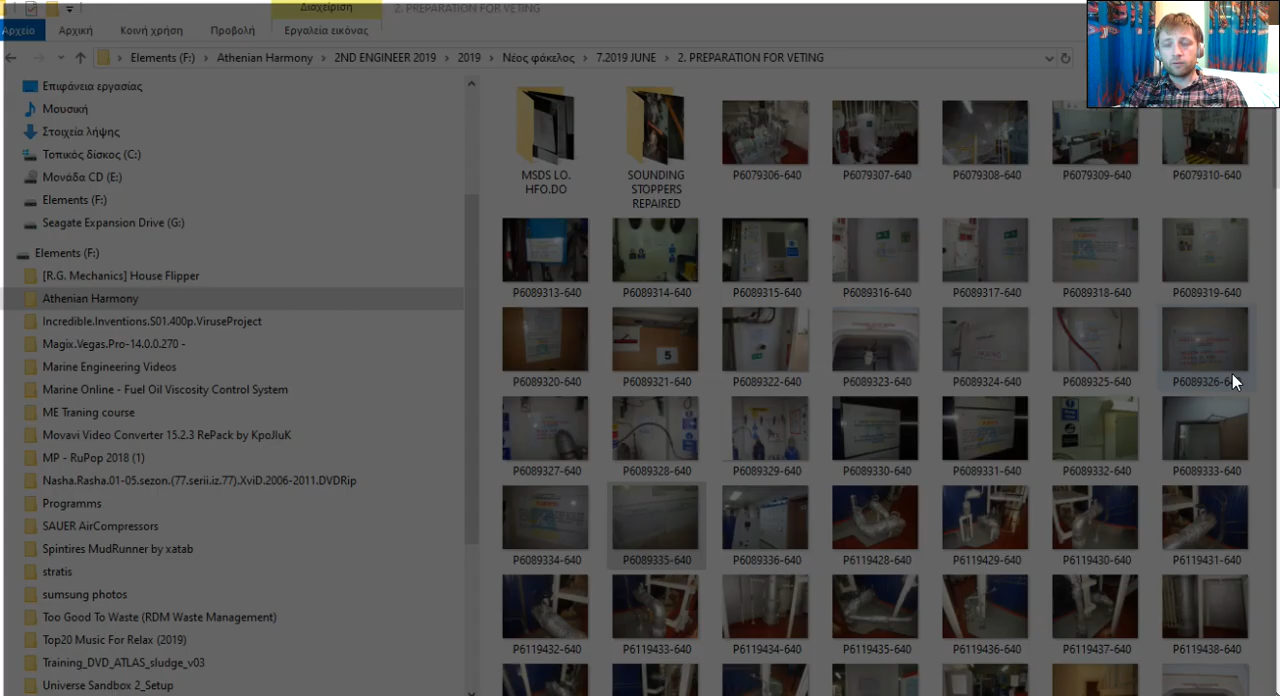 Διαχείριση
2. PREPARATION FOR VETING
Αρχείο
Αρχική
Κοινή χρήση
Προβολή
Εργαλεία εικόνας
Elements (F:)
Athenian Harmony
2ND ENGINEER 2019
2019
Νέος φάκελος
7.2019 JUNE
2. PREPARATION FOR VETING
Επιφάνεια εργασίας
Μουσική
Στοιχεία λήψης
Τοπικός δίσκος (C:)
Μονάδα CD (E:)
Elements (F:)
Seagate Expansion Drive (G:)
Elements (F:)
[R.G. Mechanics] House Flipper
Athenian Harmony
Incredible.Inventions.S01.400p.ViruseProject
Magix.Vegas.Pro-14.0.0.270 -
Marine Engineering Videos
Marine Online - Fuel Oil Viscosity Control System
ME Traning course
Movavi Video Converter 15.2.3 RePack by KpoJIuK
MP - RuPop 2018 (1)
Nasha.Rasha.01-05.sezon.(77.serii.iz.77).XviD.2006-2011.DVDRip
Programms
SAUER AirCompressors
Spintires MudRunner by xatab
stratis
sumsung photos
Too Good To Waste (RDM Waste Management)
Top20 Music For Relax (2019)
Training_DVD_ATLAS_sludge_v03
Universe Sandbox 2_Setup
MSDS LO.
HFO.DO
SOUNDING
STOPPERS
REPAIRED
P6079306-640
P6079307-640
P6079308-640
P6079309-640
P6079310-640
P6089313-640
P6089314-640
P6089315-640
P6089316-640
P6089317-640
P6089318-640
P6089319-640
5
P6089320-640
P6089321-640
P6089322-640
P6089323-640
P6089324-640
P6089325-640
P6089326-640
P6089327-640
P6089328-640
P6089329-640
P6089330-640
P6089331-640
P6089332-640
P6089333-640
P6089334-640
P6089335-640
P6089336-640
P6119428-640
P6119429-640
P6119430-640
P6119431-640
P6119432-640
P6119433-640
P6119434-640
P6119435-640
P6119436-640
P6119437-640
P6119438-640